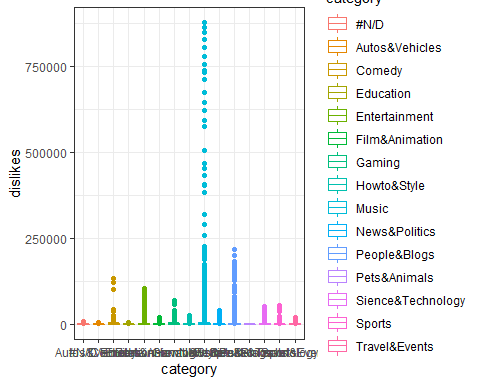 category
#N/D
Autos&Vehicles
Comedy
Education
Entertainment
Film&Animation
Gaming
Howto&Style
Music
News&Politics
People&Blogs
Pets&Animals
Sience&Technology
Sports
Travel&Events
dislikes
750000
500000
250000
0
category